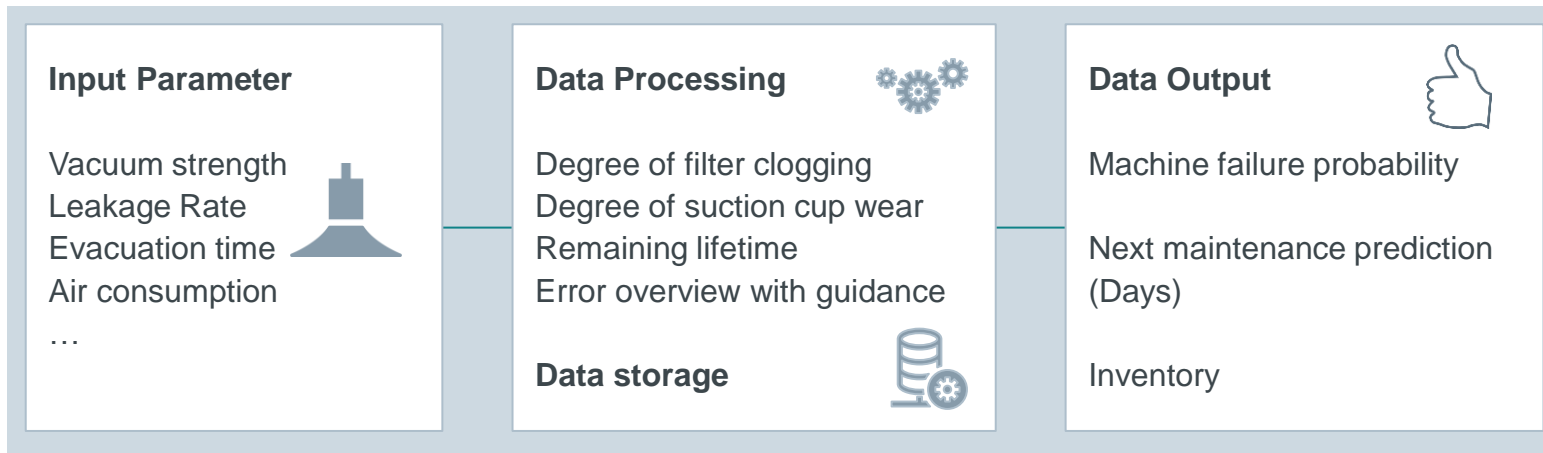 Input Parameter
Vacuum strength
Leakage Rate
Evacuation time
Air consumption
…
Data Processing
Degree of filter clogging
Degree of suction cup wear
Remaining lifetime
Error overview with guidance
Data storage
Data Output
Machine failure probability
Next maintenance prediction
(Days)
Inventory